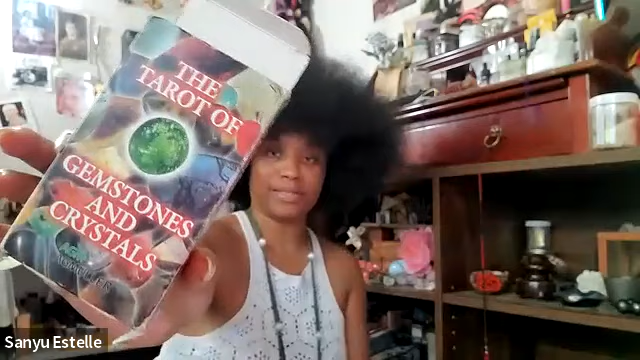 THE
TAROT OF
GEMSTONES
AND
CRYSTALS
Sanyu Estelle